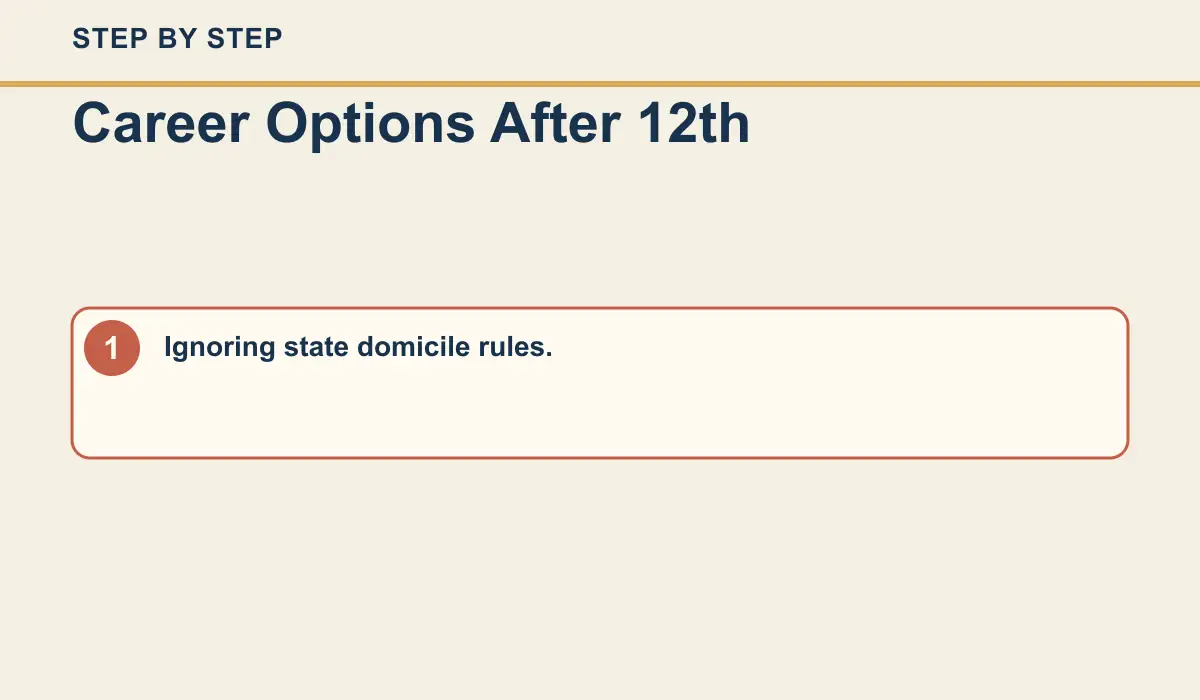 STEP BY STEP
Career Options After 12th
1 Ignoring state domicile rules.